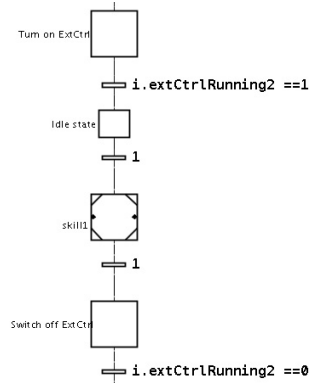 Turn on ExtCtrl
i.extCtrlRunning2 ==1
Idle state
1
skill1
1
Switch off ExtCtrl
i.extCtrlRunning2 ==0